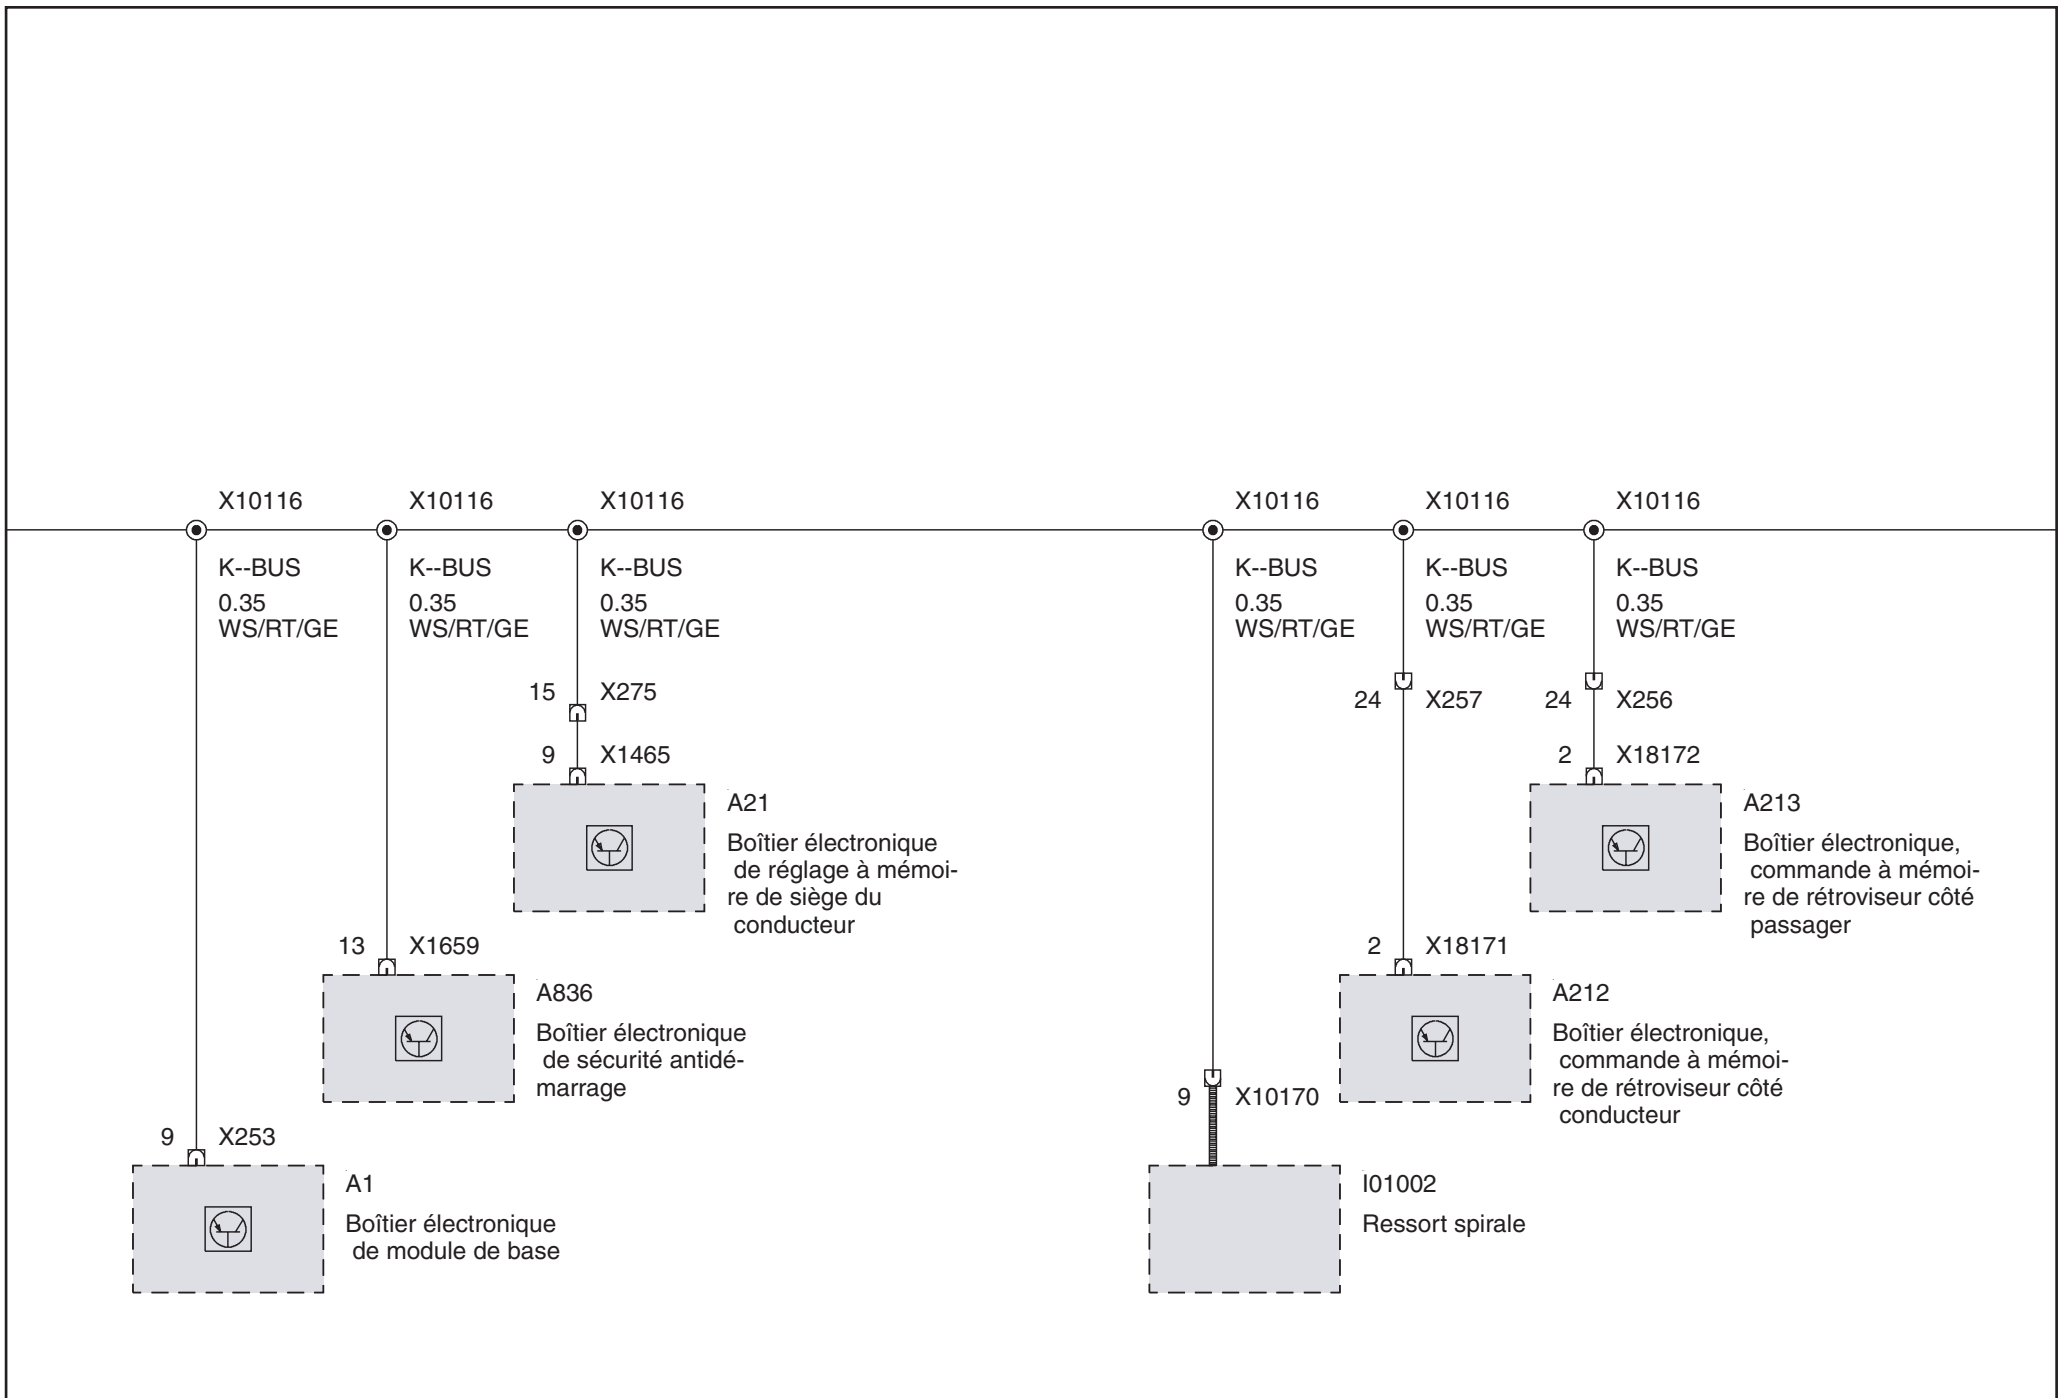 X10116
X10116
X10116
X10116
X10116
X10116
K--BUS
K--BUS
K--BUS
K--BUS
K--BUS
K--BUS
0.35
0.35
0.35
0.35
0.35
0.35
WS/RT/GE
WS/RT/GE
WS/RT/GE
WS/RT/GE
WS/RT/GE
WS/RT/GE
15 X275
24 X257
24 X256
9 X1465
2 X18172
A21
Boîtier électronique
de réglage à mémoi-
re de siège du
conducteur
A213
Boîtier électronique,
commande à mémoi-
re de rétroviseur côté
passager
13 X1659
2 X18171
A836
Boîtier électronique
de sécurité antidé-
marrage
A212
Boîtier électronique,
commande à mémoi-
re de rétroviseur côté
conducteur
9 X10170
9 X253
A1
Boîtier électronique
de module de base
I01002
Ressort spirale